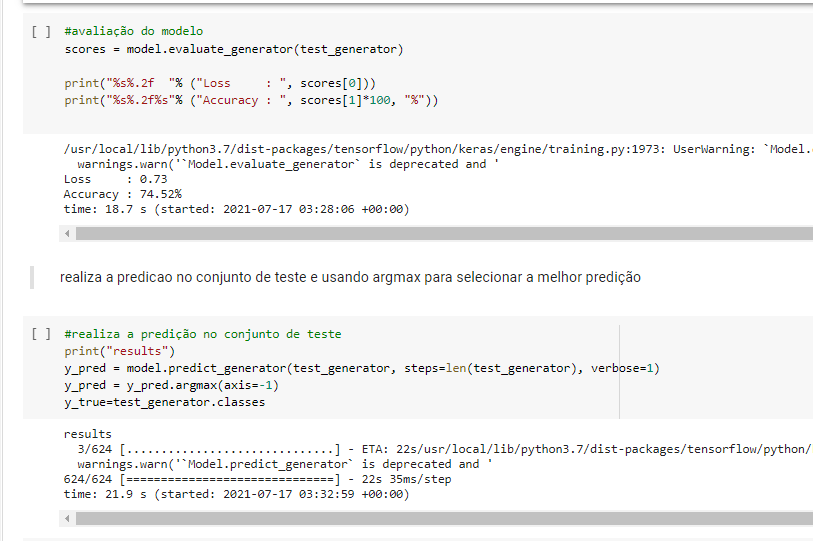 [ ] #avaliação do modelo
scores = model.evaluate_generator(test_generator)
print("%s%.2f  "% ("Loss     : ", scores[0]))
print("%s%.2f%s"% ("Accuracy : ", scores[1]*100, "%"))
/usr/local/lib/python3.7/dist-packages/tensorflow/python/keras/engine/training.py:1973: UserWarning: `Model.
  warnings.warn('`Model.evaluate_generator` is deprecated and '
Loss     : 0.73
Accuracy : 74.52%
time: 18.7 s (started: 2021-07-17 03:28:06 +00:00)
realiza a predicao no conjunto de teste e usando argmax para selecionar a melhor predição
[ ] #realiza a predição no conjunto de teste
print("results")
y_pred = model.predict_generator(test_generator, steps=len(test_generator), verbose=1)
y_pred = y_pred.argmax(axis=-1)
y_true=test_generator.classes
results
  3/624 [..............................] - ETA: 22s/usr/local/lib/python3.7/dist-packages/tensorflow/python/
  warnings.warn('`Model.predict_generator` is deprecated and '
624/624 [==============================] - 22s 35ms/step
time: 21.9 s (started: 2021-07-17 03:32:59 +00:00)